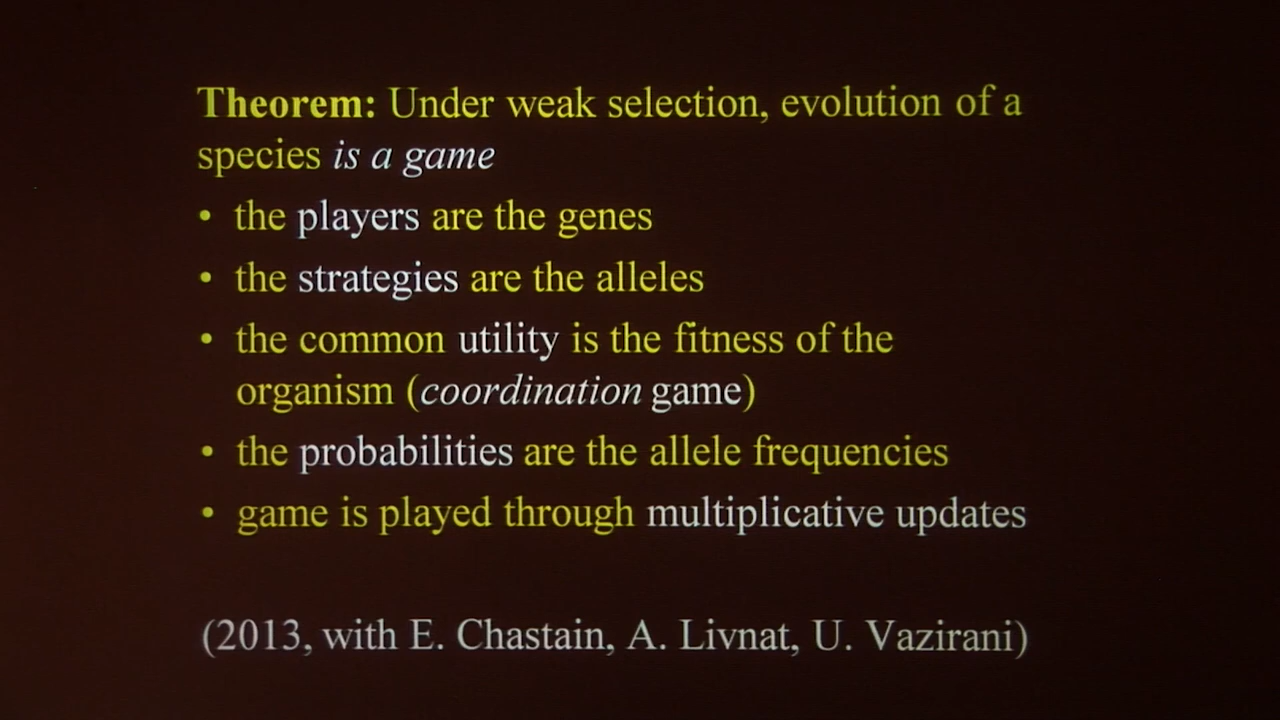 Theorem: Under weak selection, evolution of a
species is a game
• the players are the genes
• the strategies are the alleles
• the common utility is the fitness of the
organism (coordination game)
• the probabilities are the allele frequencies
• game is played through multiplicative updates
(2013, with E. Chastain, A. Livnat, U. Vazirani)